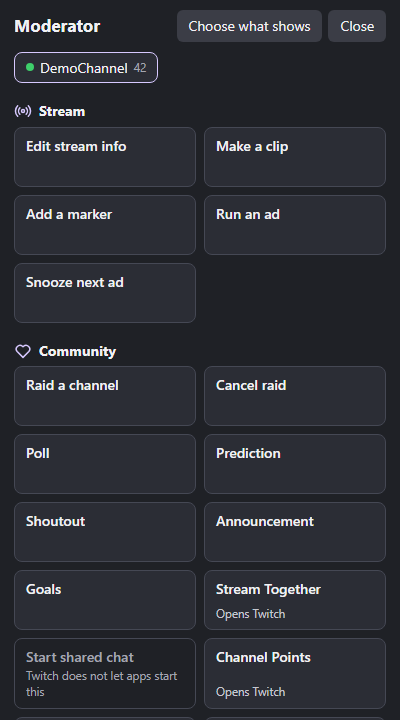 Moderator
Choose what shows
Close
DemoChannel 42
Stream
Edit stream info
Make a clip
Add a marker
Run an ad
Snooze next ad
Community
Raid a channel
Cancel raid
Poll
Prediction
Shoutout
Announcement
Goals
Stream Together
Opens Twitch
Start shared chat
Twitch does not let apps start
this
Channel Points
Opens Twitch